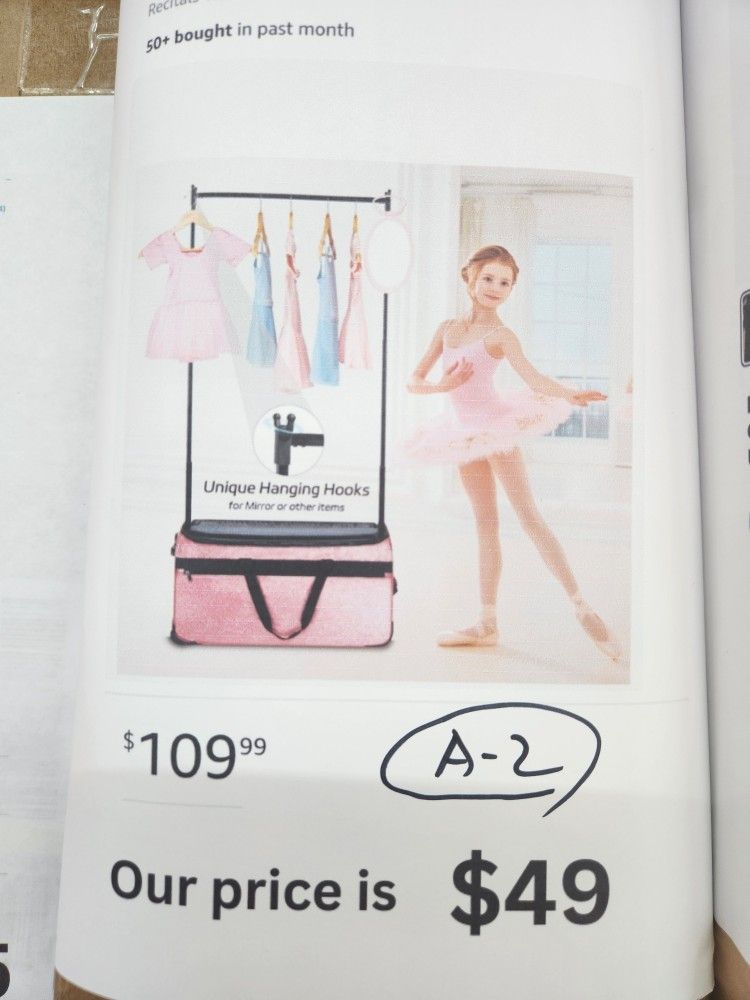 50+ bought in past month
Unique Hanging Hooks
for Mirror or other items
$109.99
A-2
Our price is $49